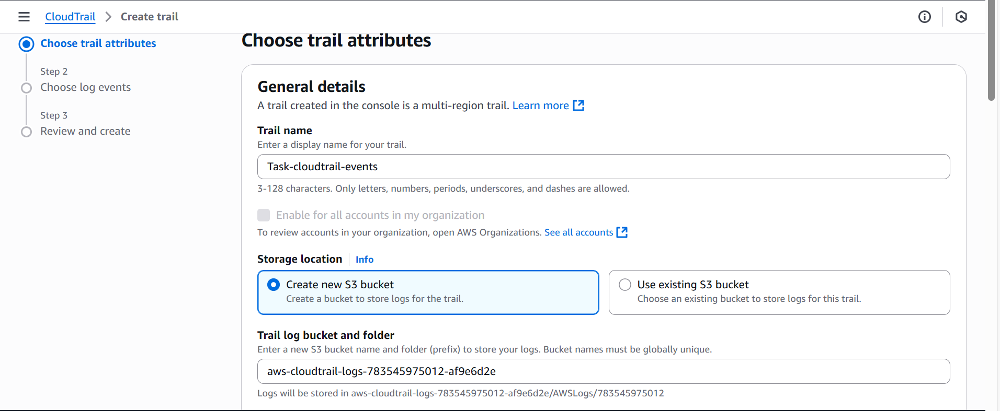 CloudTrail > Create trail
Choose trail attributes
Step 2
Choose log events
Step 3
Review and create
Choose trail attributes
General details
A trail created in the console is a multi-region trail. Learn more
Trail name
Enter a display name for your trail.
Task-cloudtrail-events
3-128 characters. Only letters, numbers, periods, underscores, and dashes are allowed.
Enable for all accounts in my organization
To review accounts in your organization, open AWS Organizations. See all accounts
Storage location Info
Create new S3 bucket
Create a bucket to store logs for the trail.
Use existing S3 bucket
Choose an existing bucket to store logs for this trail.
Trail log bucket and folder
Enter a new S3 bucket name and folder (prefix) to store your logs. Bucket names must be globally unique.
aws-cloudtrail-logs-783545975012-af9e6d2e
Logs will be stored in aws-cloudtrail-logs-783545975012-af9e6d2e/AWSLogs/783545975012